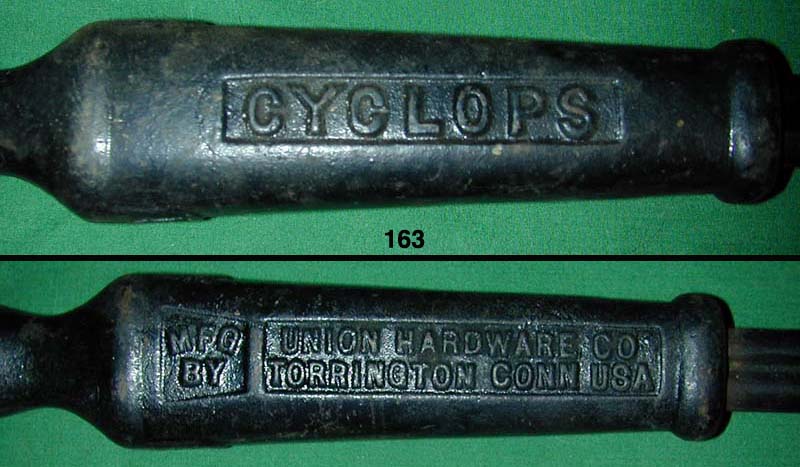 CYCLOPS
163
MFG
BY
UNION HARDWARE CO
TORRINGTON CONN USA